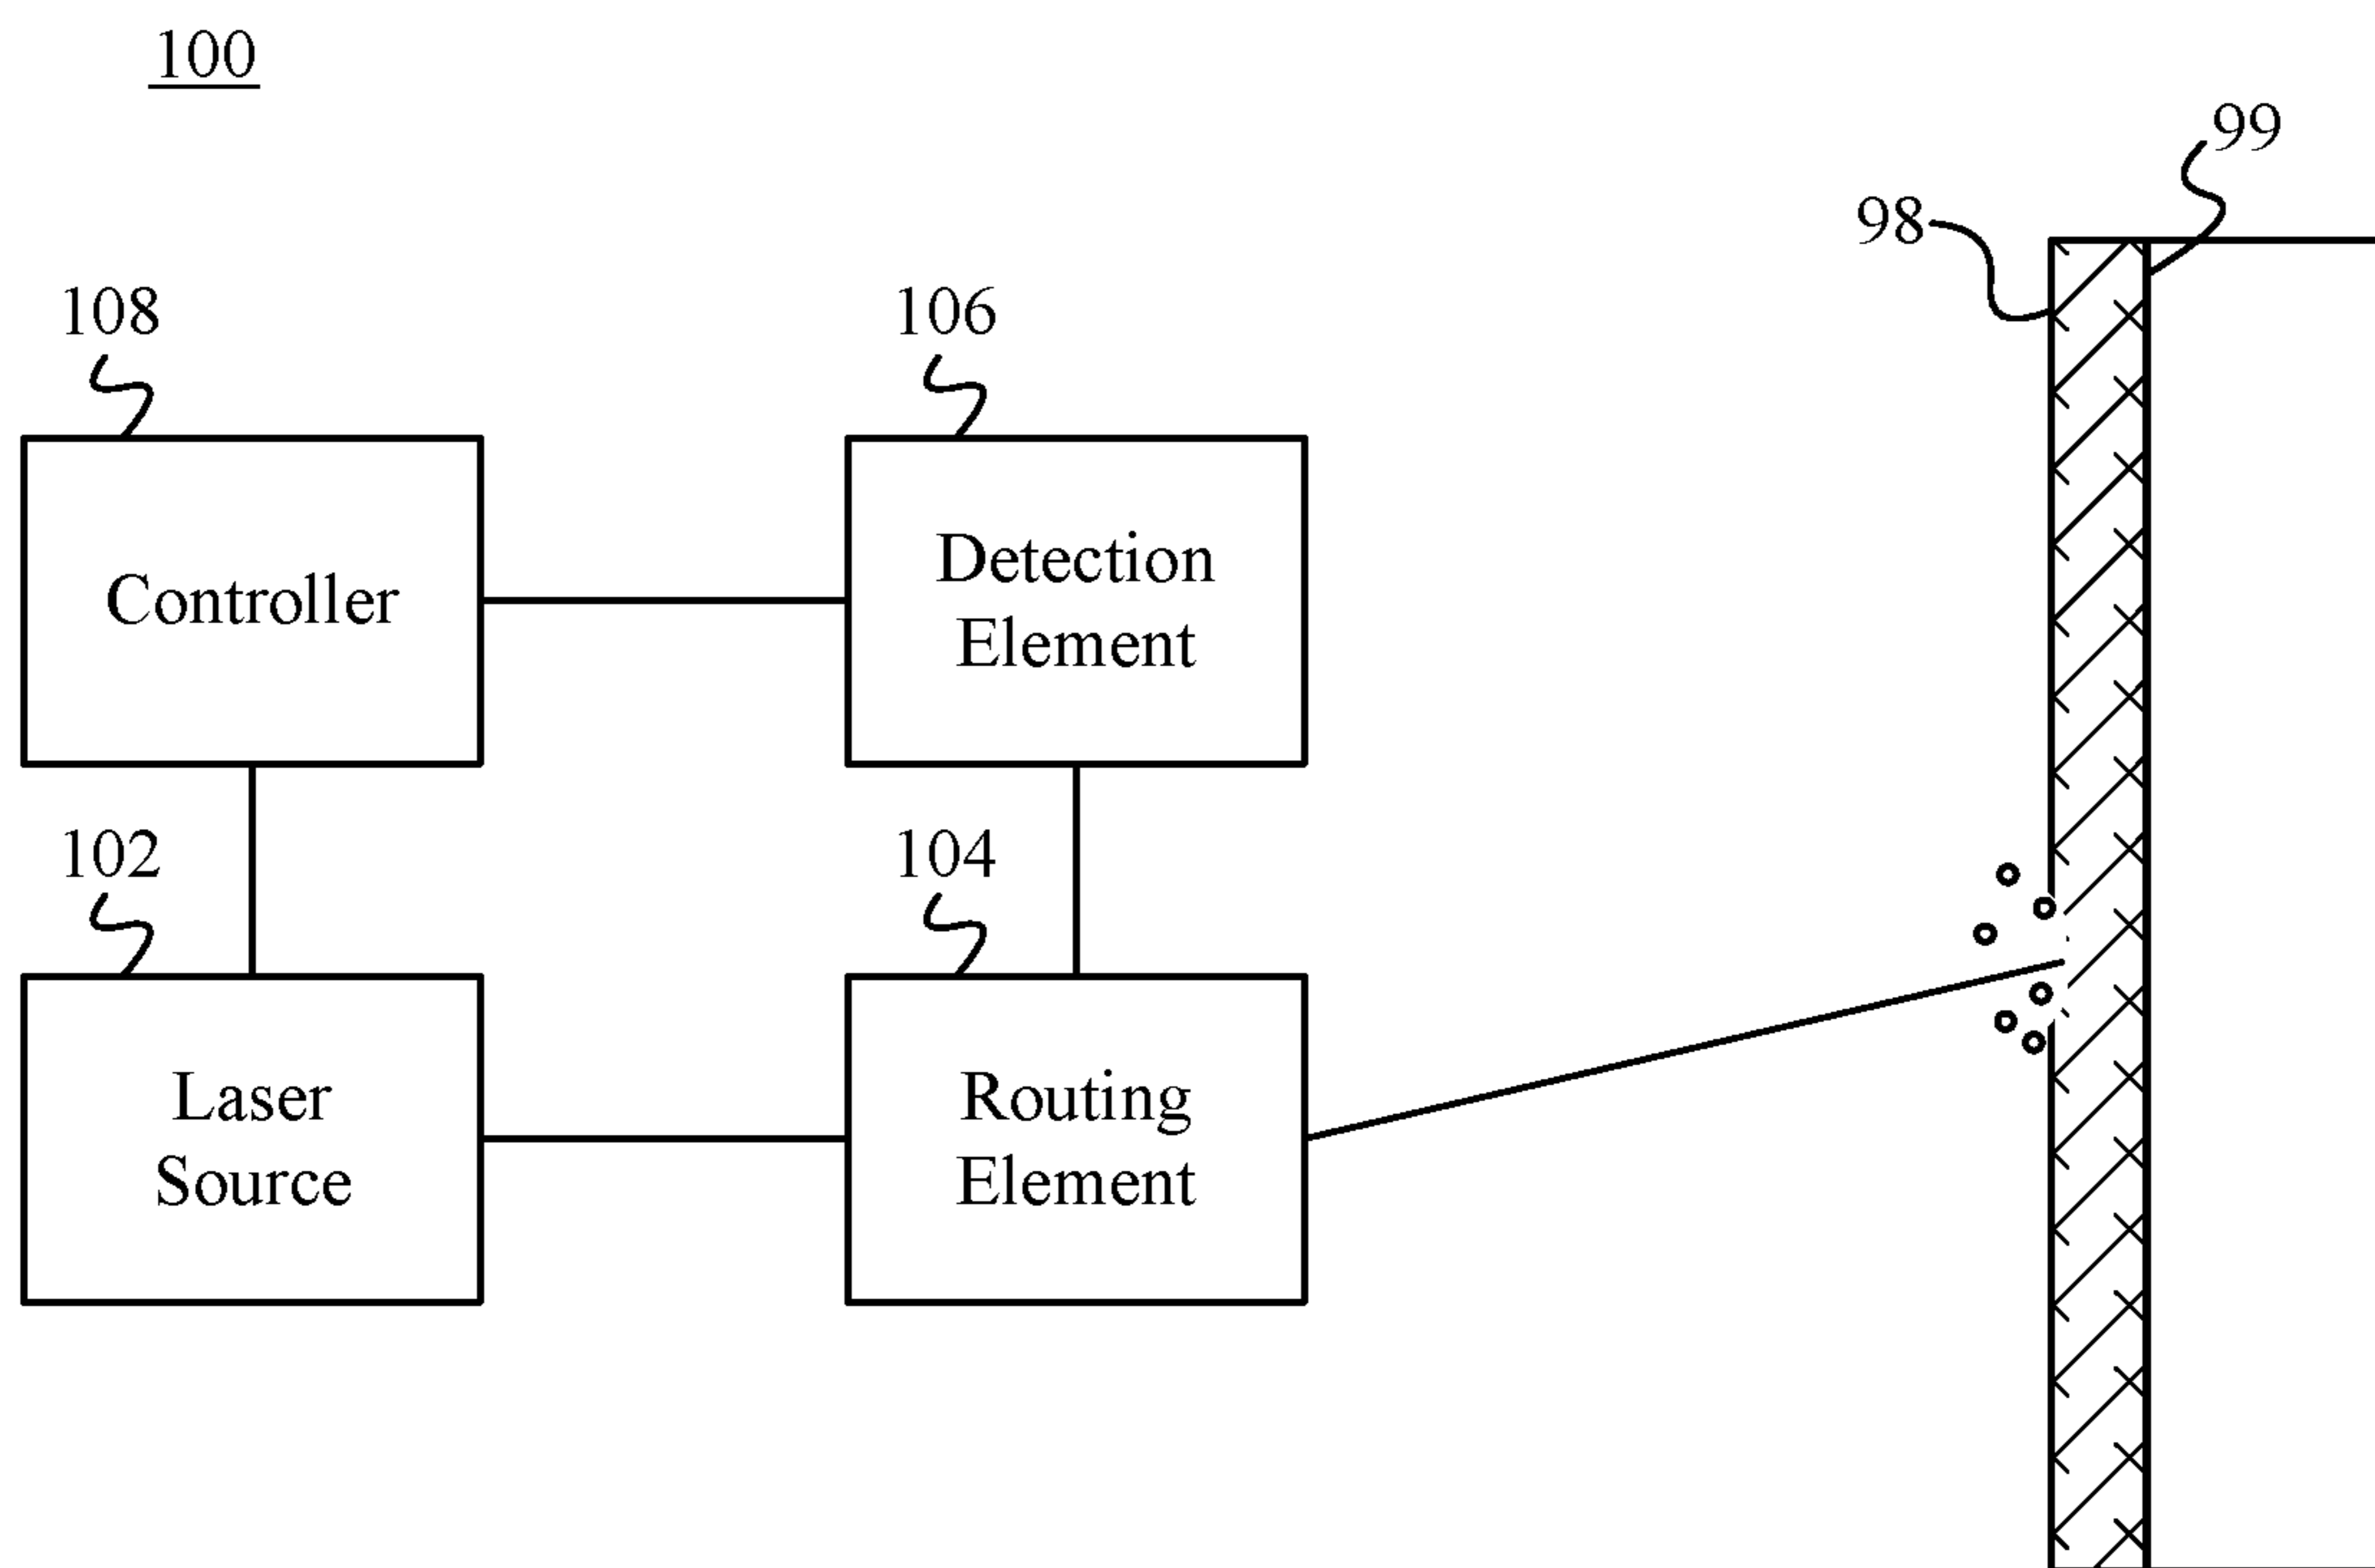 100
99
98
108
106
Controller
Detection
Element
102
104
Laser
Source
Routing
Element